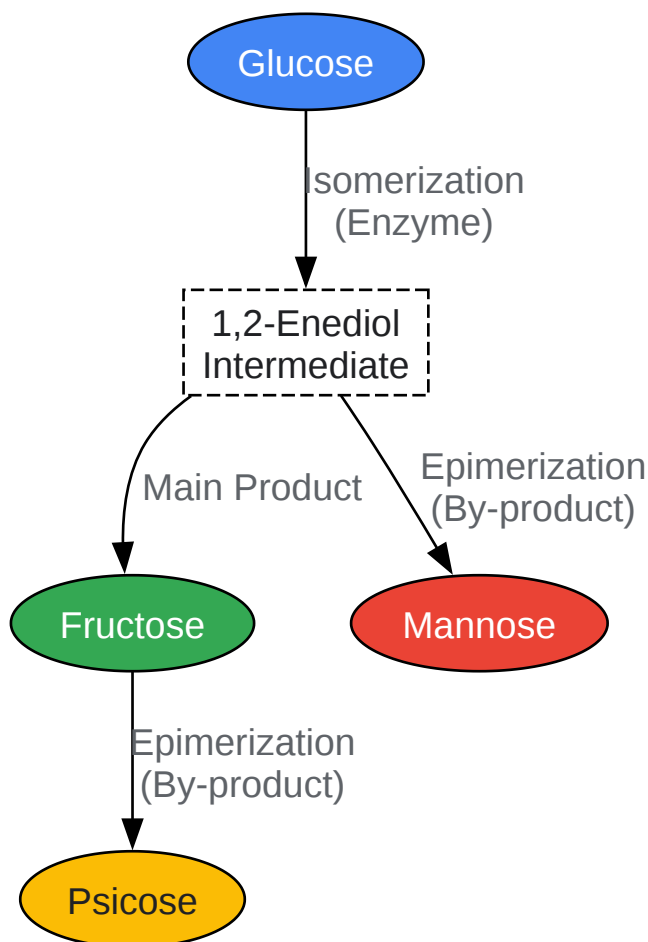 Glucose
Isomerization
(Enzyme)
1,2-Enediol
Intermediate
Main Product
Epimerization
(By-product)
Fructose
Mannose
Epimerization
(By-product)
Psicose